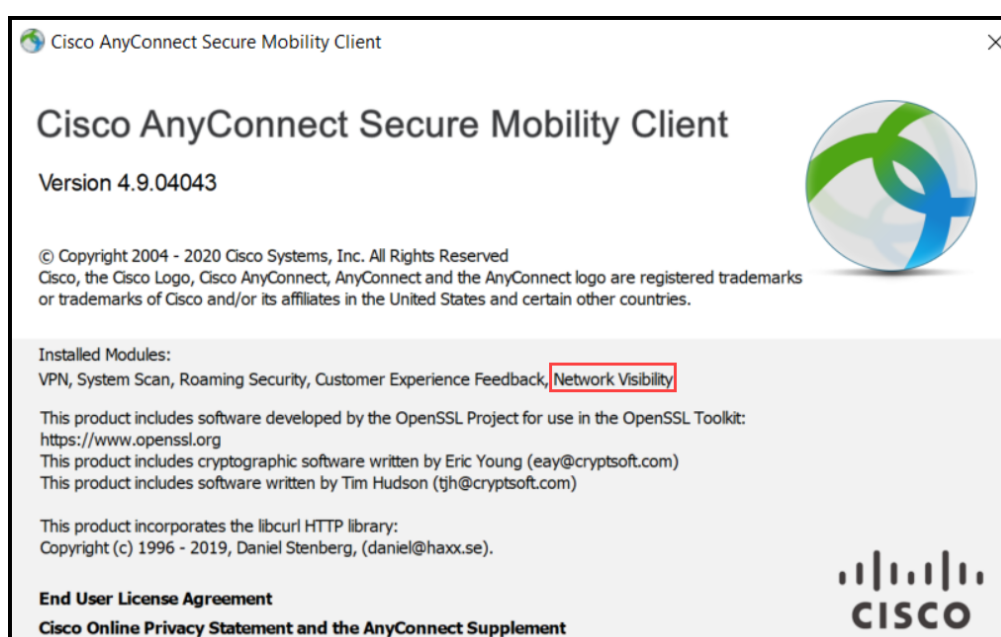 Cisco AnyConnect Secure Mobility Client
Cisco AnyConnect Secure Mobility Client
Version 4.9.04043
© Copyright 2004 - 2020 Cisco Systems, Inc. All Rights Reserved
Cisco, the Cisco Logo, Cisco AnyConnect, AnyConnect and the AnyConnect logo are registered trademarks
or trademarks of Cisco and/or its affiliates in the United States and certain other countries.
Installed Modules:
VPN, System Scan, Roaming Security, Customer Experience Feedback, Network Visibility
This product includes software developed by the OpenSSL Project for use in the OpenSSL Toolkit:
https://www.openssl.org
This product includes cryptographic software written by Eric Young (eay@cryptsoft.com)
This product includes software written by Tim Hudson (tjh@cryptsoft.com)
This product incorporates the libcurl HTTP library:
Copyright (c) 1996 - 2019, Daniel Stenberg, (daniel@haxx.se).
End User License Agreement
Cisco Online Privacy Statement and the AnyConnect Supplement
CISCO